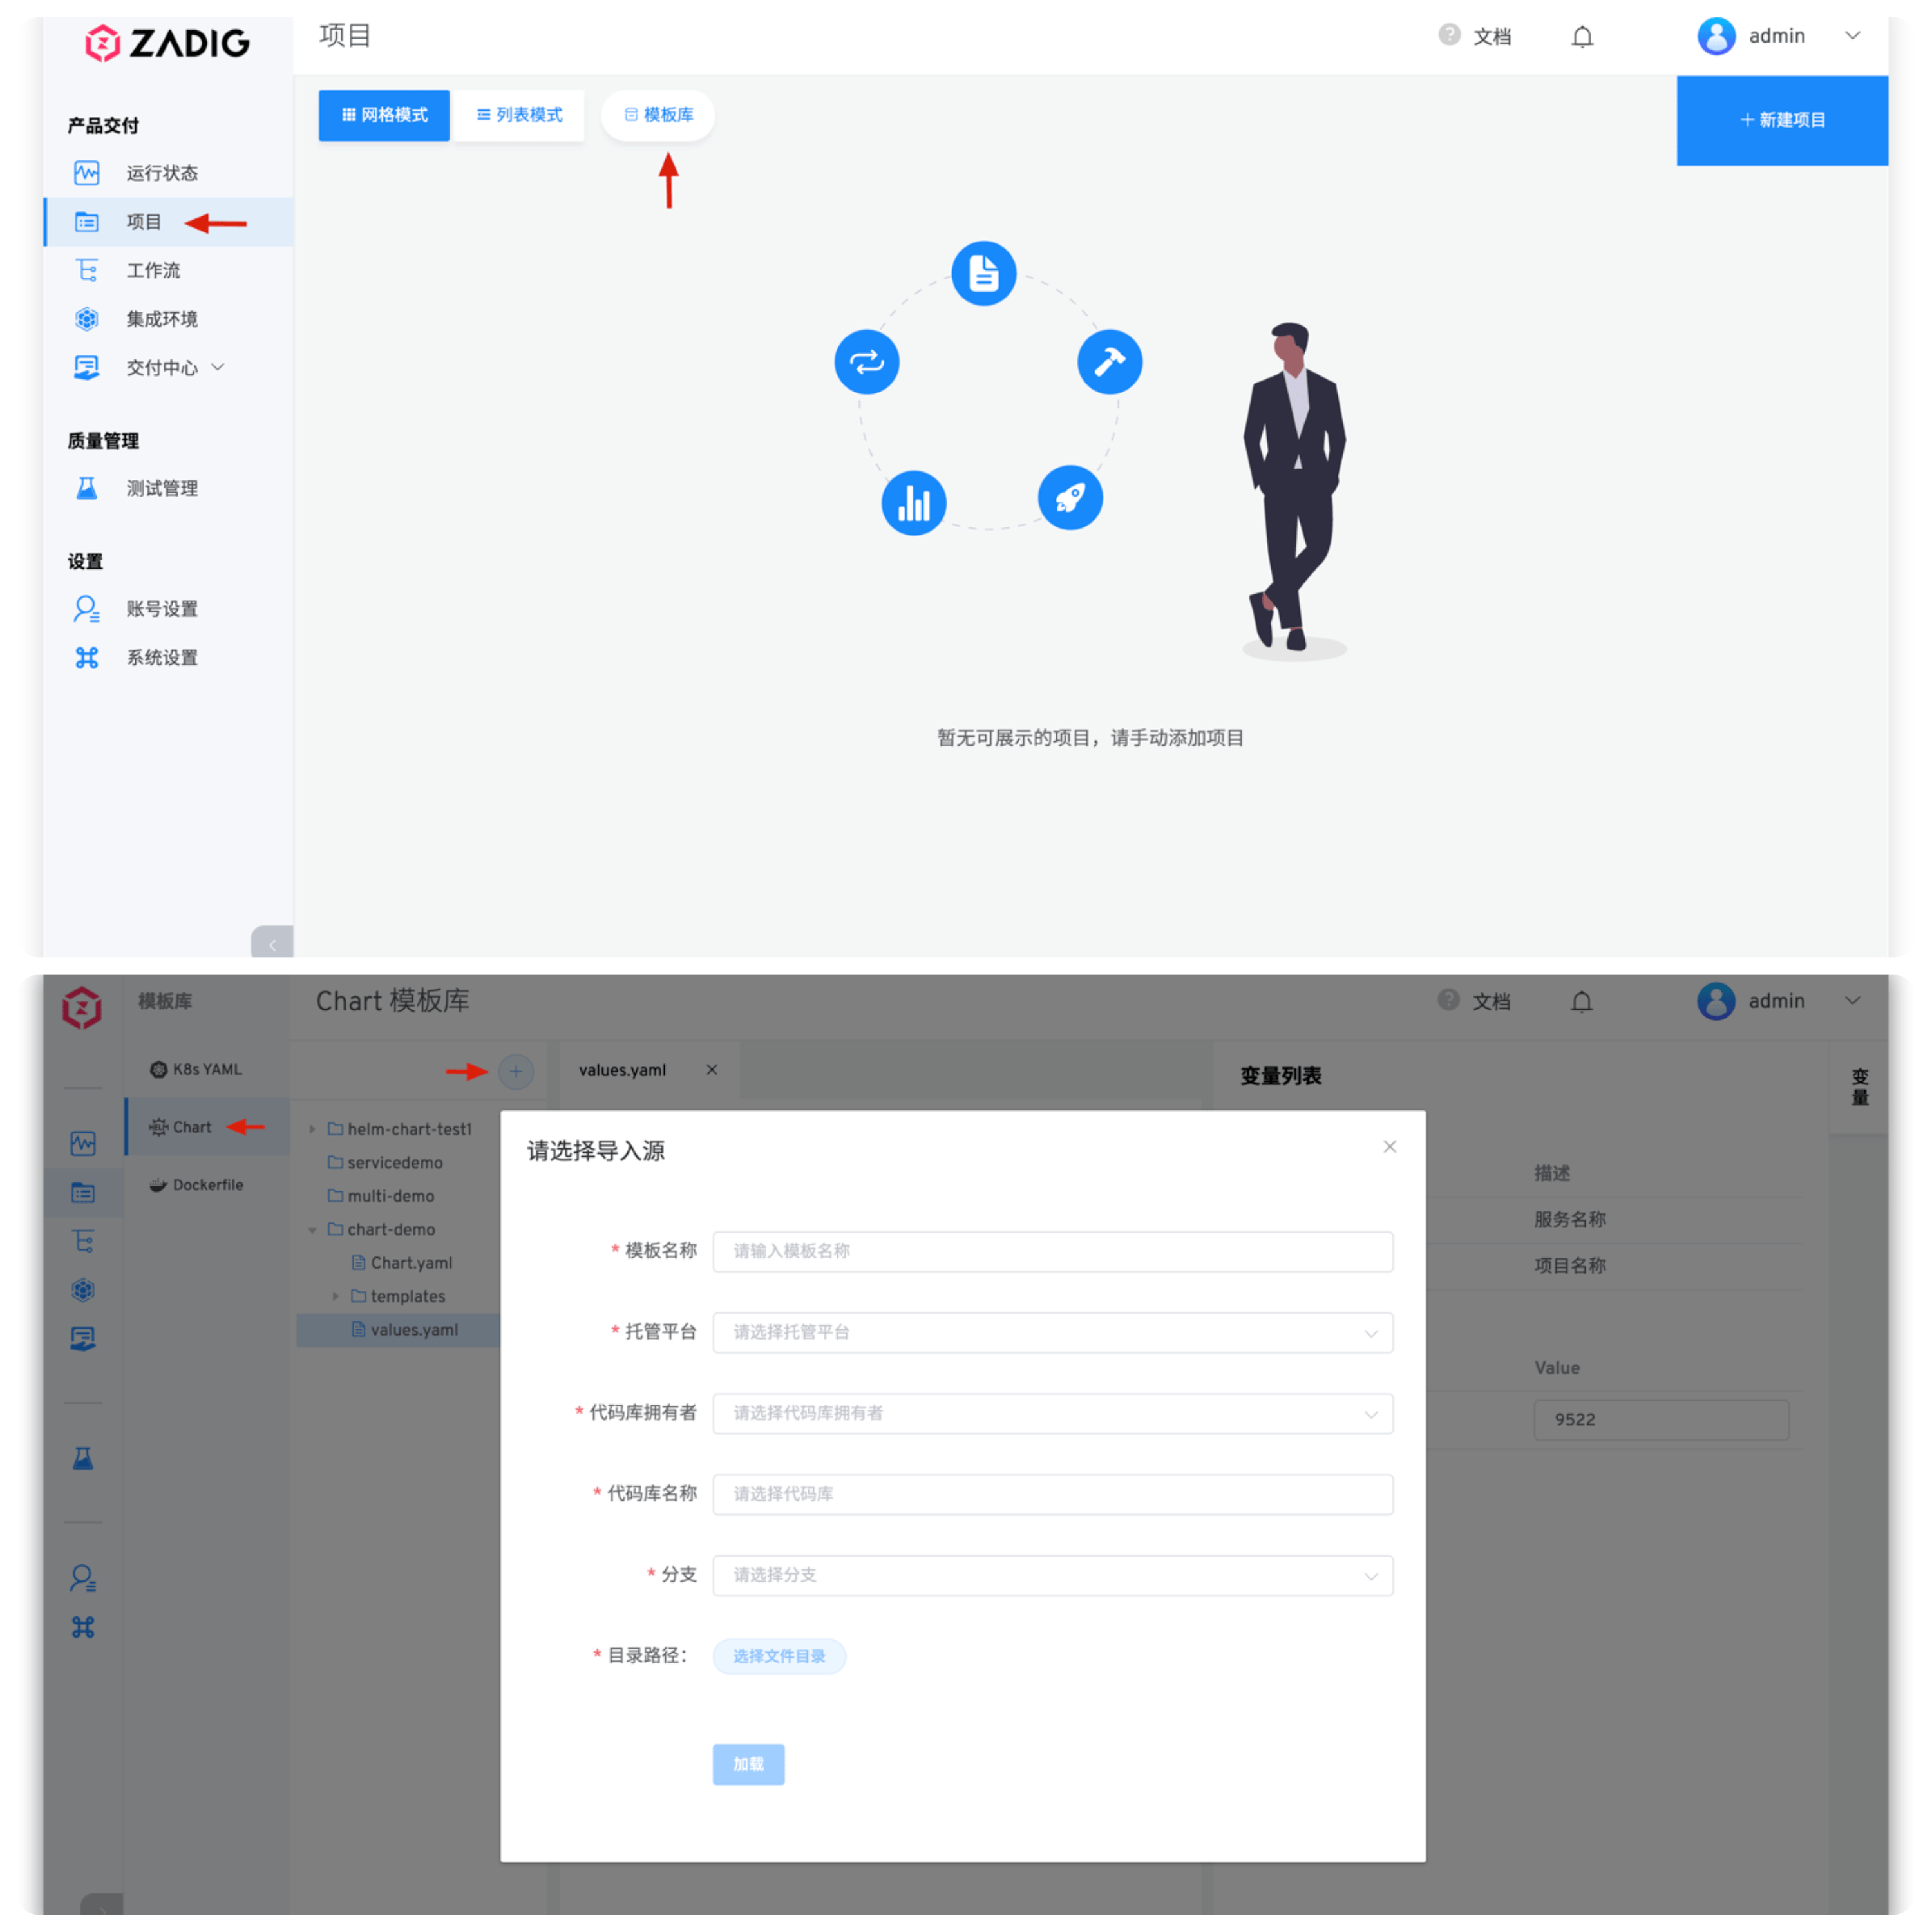 ZADIG
项目
文档
admin
网格模式
列表模式
模板库
新建项目
产品交付
运行状态
项目
工作流
集成环境
交付中心
质量管理
测试管理
设置
账号设置
系统设置
暂无可展示的项目，请手动添加项目
模板库
Chart 模板库
文档
admin
K8s YAML
Chart
Dockerfile
helm-chart-test1
servicedemo
multi-demo
chart-demo
Chart.yaml
templates
values.yaml
values.yaml
变量列表
变量
描述
服务名称
项目名称
Value
9522
请选择导入源
* 模板名称
请输入模板名称
* 托管平台
请选择托管平台
* 代码库拥有者
请选择代码库拥有者
* 代码库名称
请选择代码库
* 分支
请选择分支
* 目录路径:
选择文件目录
加载